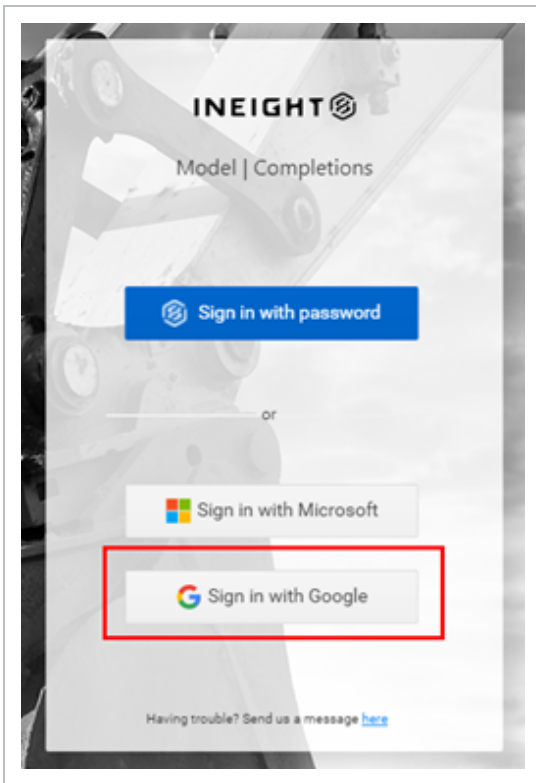 INEIGHT
Model | Completions
Sign in with password
or
Sign in with Microsoft
Sign in with Google
Having trouble? Send us a message here